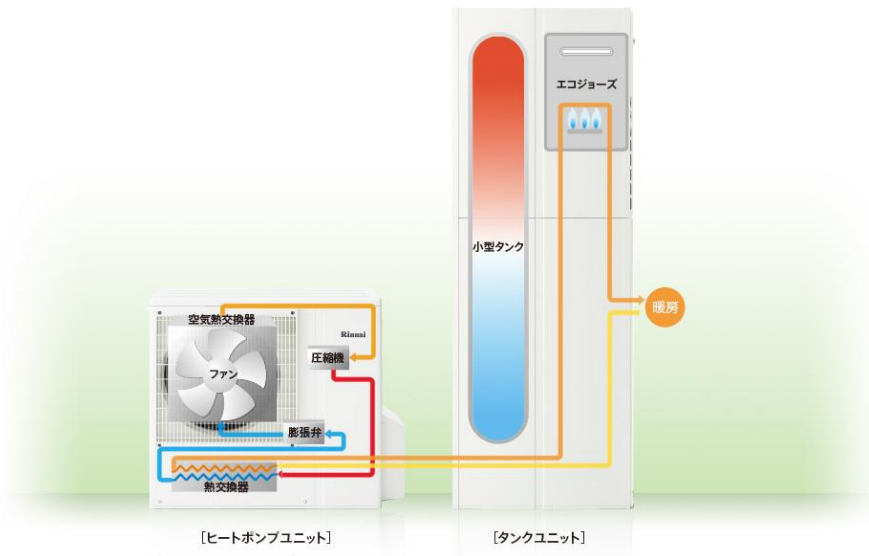 エコジョーズ
小型タンク
暖房
空気熱交換器
Rinnai
圧縮機
ファン
膨張弁
熱交換器
[ヒートポンプユニット]
[タンクユニット]